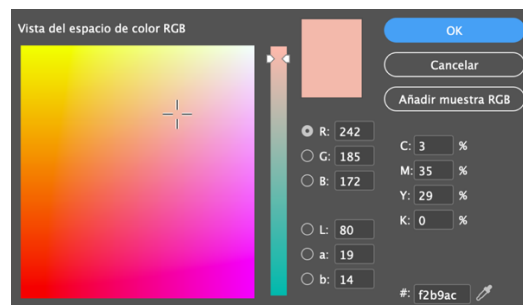 Vista del espacio de color RGB
OK
Cancelar
Añadir muestra RGB
R: 242
G: 185
B: 172
L: 80
a: 19
b: 14
C: 3 %
M: 35 %
Y: 29 %
K: 0 %
#: f2b9ac